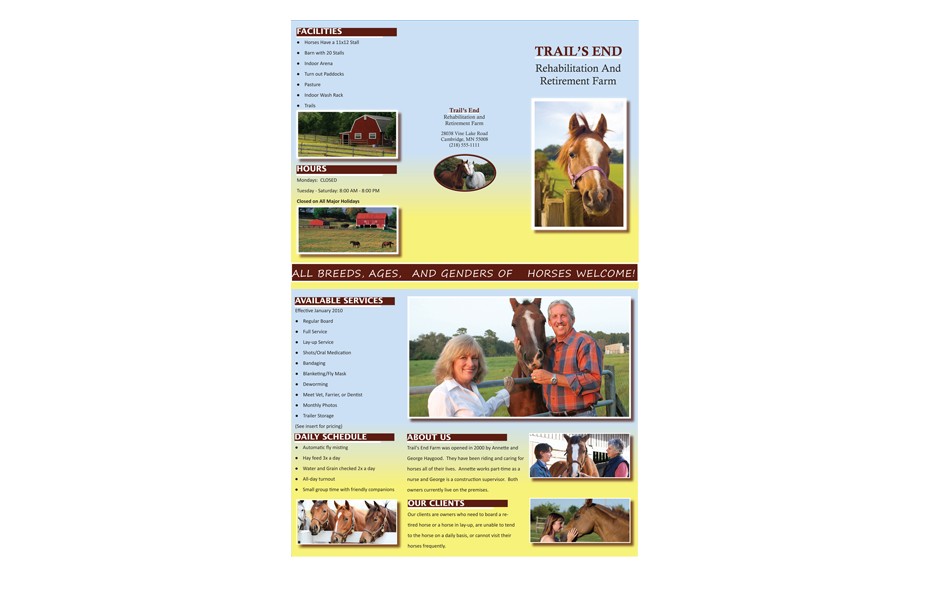 FACILITIES
● Horses Have a 11x12 Stall
● Barn with 20 Stalls
● Indoor Arena
● Turn out Paddocks
● Pasture
● Indoor Wash Rack
● Trails
HOURS
Mondays: CLOSED
Tuesday - Saturday: 8:00 AM - 8:00 PM
Closed on All Major Holidays
Trail's End
Rehabilitation and
Retirement Farm
28038 Vine Lake Road
Cambridge, MN 55008
(218) 555-1111
TRAIL'S END
Rehabilitation And
Retirement Farm
ALL BREEDS, AGES, AND GENDERS OF HORSES WELCOME!
AVAILABLE SERVICES
Effective January 2010
● Regular Board
● Full Service
● Lay-up Service
● Shots/Oral Medication
● Bandaging
● Blanketing/Fly Mask
● Deworming
● Meet Vet, Farrier, or Dentist
● Monthly Photos
● Trailer Storage
(See insert for pricing)
DAILY SCHEDULE
● Automatic fly misting
● Hay feed 3x a day
● Water and Grain checked 2x a day
● All-day turnout
● Small group time with friendly companions
ABOUT US
Trail's End Farm was opened in 2000 by Annette and
George Haygood. They have been riding and caring for
horses all of their lives. Annette works part-time as a
nurse and George is a construction supervisor. Both
owners currently live on the premises.
OUR CLIENTS
Our clients are owners who need to board a re-
tired horse or a horse in lay-up, are unable to tend
to the horse on a daily basis, or cannot visit their
horses frequently.